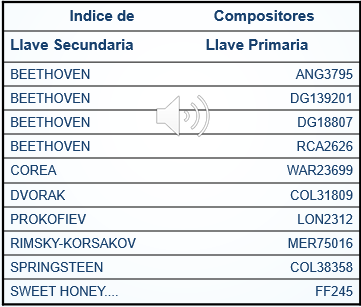 Indice de Compositores
Llave Secundaria Llave Primaria
BEETHOVEN ANG3795
BEETHOVEN DG139201
BEETHOVEN DG18807
BEETHOVEN RCA2626
COREA WAR23699
DVORAK COL31809
PROKOFIEV LON2312
RIMSKY-KORSAKOV MER75016
SPRINGSTEEN COL38358
SWEET HONEY.... FF245